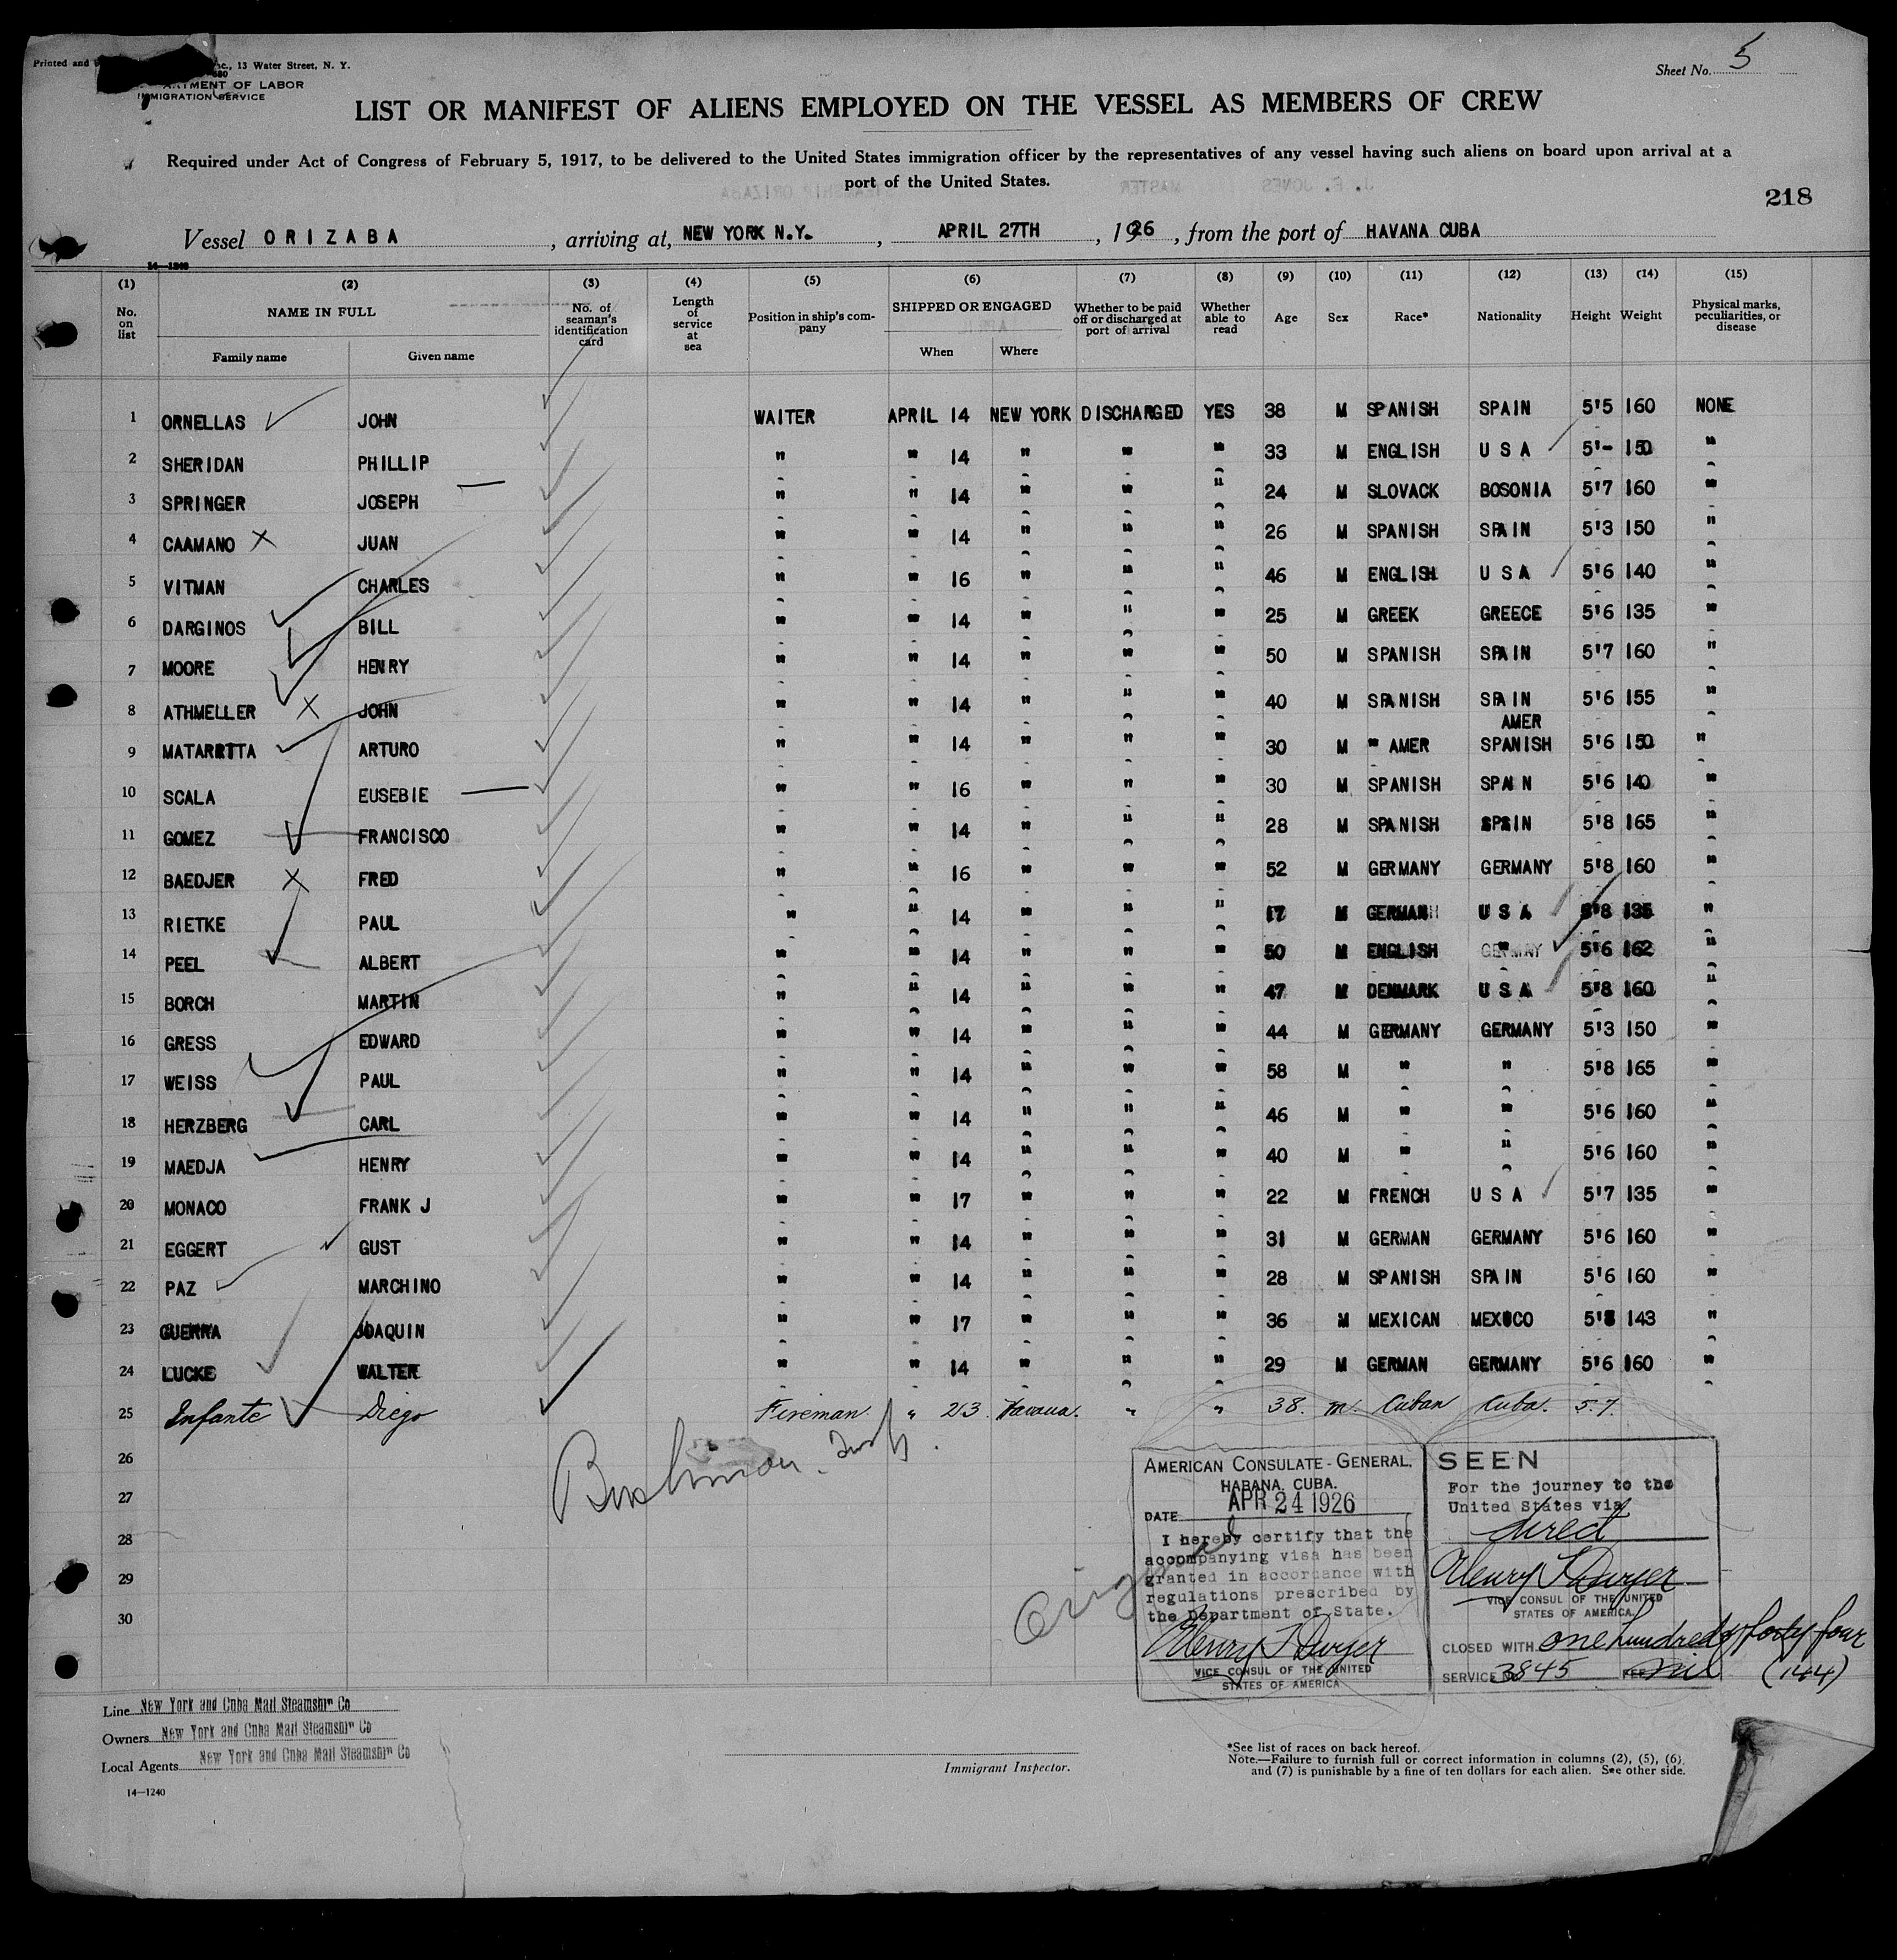 Printed and
nc., 13 Water Street, N. Y.
Sheet No. 5
MENT OF LABOR
IMMIGRATION SERVICE
LIST OR MANIFEST OF ALIENS EMPLOYED ON THE VESSEL AS MEMBERS OF CREW
Required under Act of Congress of February 5, 1917, to be delivered to the United States immigration officer by the representatives of any vessel having such aliens on board upon arrival at a
port of the United States.
218
Vessel ORIZABA, arriving at, NEW YORK N.Y., APRIL 27TH, 1926, from the port of HAVANA CUBA
14—1240
(1) (2) (3) (4) (5) (6) (7) (8) (9) (10) (11) (12) (13) (14) (15)
No. on list NAME IN FULL No. of seaman's identification card Length of service at sea Position in ship's company SHIPPED OR ENGAGED Whether to be paid off or discharged at port of arrival Whether able to read Age Sex Race* Nationality Height Weight Physical marks, peculiarities, or disease
Family name Given name When Where
1 ORNELLAS JOHN WAITER APRIL 14 NEW YORK DISCHARGED YES 38 M SPANISH SPAIN 5'5 160 NONE
2 SHERIDAN PHILLIP " " 14 " " " 33 M ENGLISH U S A 5'- 150 "
3 SPRINGER JOSEPH " " 14 " " " 24 M SLOVACK BOSONIA 5'7 160 "
4 CAAMANO JUAN " " 14 " " " 26 M SPANISH SPAIN 5'3 150 "
5 VITMAN CHARLES " " 16 " " " 46 M ENGLISH U S A 5'6 140 "
6 DARGINOS BILL " " 14 " " " 25 M GREEK GREECE 5'6 135 "
7 MOORE HENRY " " 14 " " " 50 M SPANISH SPAIN 5'7 160 "
8 ATHMELLER JOHN " " 14 " " " 40 M SPANISH SPAIN 5'6 155 "
9 MATARRTTA ARTURO " " 14 " " " 30 M " AMER AMER SPANISH 5'6 150 "
10 SCALA EUSEBIE " " 16 " " " 30 M SPANISH SPAIN 5'6 140 "
11 GOMEZ FRANCISCO " " 14 " " " 28 M SPANISH SPSIN 5'8 165 "
12 BAEDJER FRED " " 16 " " " 52 M GERMANY GERMANY 5'8 160 "
13 RIETKE PAUL " " 14 " " " 17 M GERMAN U S A 5'8 135 "
14 PEEL ALBERT " " 14 " " " 50 M ENGLISH " 5'6 162 "
15 BORCH MARTIN " " 14 " " " 47 M DENMARK U S A 5'8 160 "
16 GRESS EDWARD " " 14 " " " 44 M GERMANY GERMANY 5'3 150 "
17 WEISS PAUL " " 14 " " " 58 M " " 5'8 165 "
18 HERZBERG CARL " " 14 " " " 46 M " " 5'6 160 "
19 MAEDJA HENRY " " 14 " " " 40 M " " 5'6 160 "
20 MONACO FRANK J " " 17 " " " 22 M FRENCH U S A 5'7 135 "
21 EGGERT GUST " " 14 " " " 31 M GERMAN GERMANY 5'6 160 "
22 PAZ MARCHINO " " 14 " " " 28 M SPANISH SPAIN 5'6 160 "
23 GUERRA JOAQUIN " " 17 " " " 36 M MEXICAN MEXUCO 5'8 143 "
24 LUCKE WALTER " " 14 " " " 29 M GERMAN GERMANY 5'6 160 "
25 Infante Diego Fireman " 23 Havana. " " 38. m. Cuban Cuba. 5.7.
26
27
28
29
30
AMERICAN CONSULATE-GENERAL,
HABANA, CUBA.
DATE APR 24 1926
I hereby certify that the
accompanying visa has been
granted in accordance with
regulations prescribed by
the Department of State.
Henry T Dwyer
VICE CONSUL OF THE UNITED
STATES OF AMERICA
SEEN
For the journey to the
United States via
direct
Henry T Dwyer
VICE CONSUL OF THE UNITED
STATES OF AMERICA.
CLOSED WITH one hundred & forty four
SERVICE 3845 FEE nil (144)
Line New York and Cuba Mail Steamship Co
Owners New York and Cuba Mail Steamship Co
Local Agents New York and Cuba Mail Steamship Co
Immigrant Inspector.
*See list of races on back hereof.
Note.—Failure to furnish full or correct information in columns (2), (5), (6),
and (7) is punishable by a fine of ten dollars for each alien. See other side.
14—1240